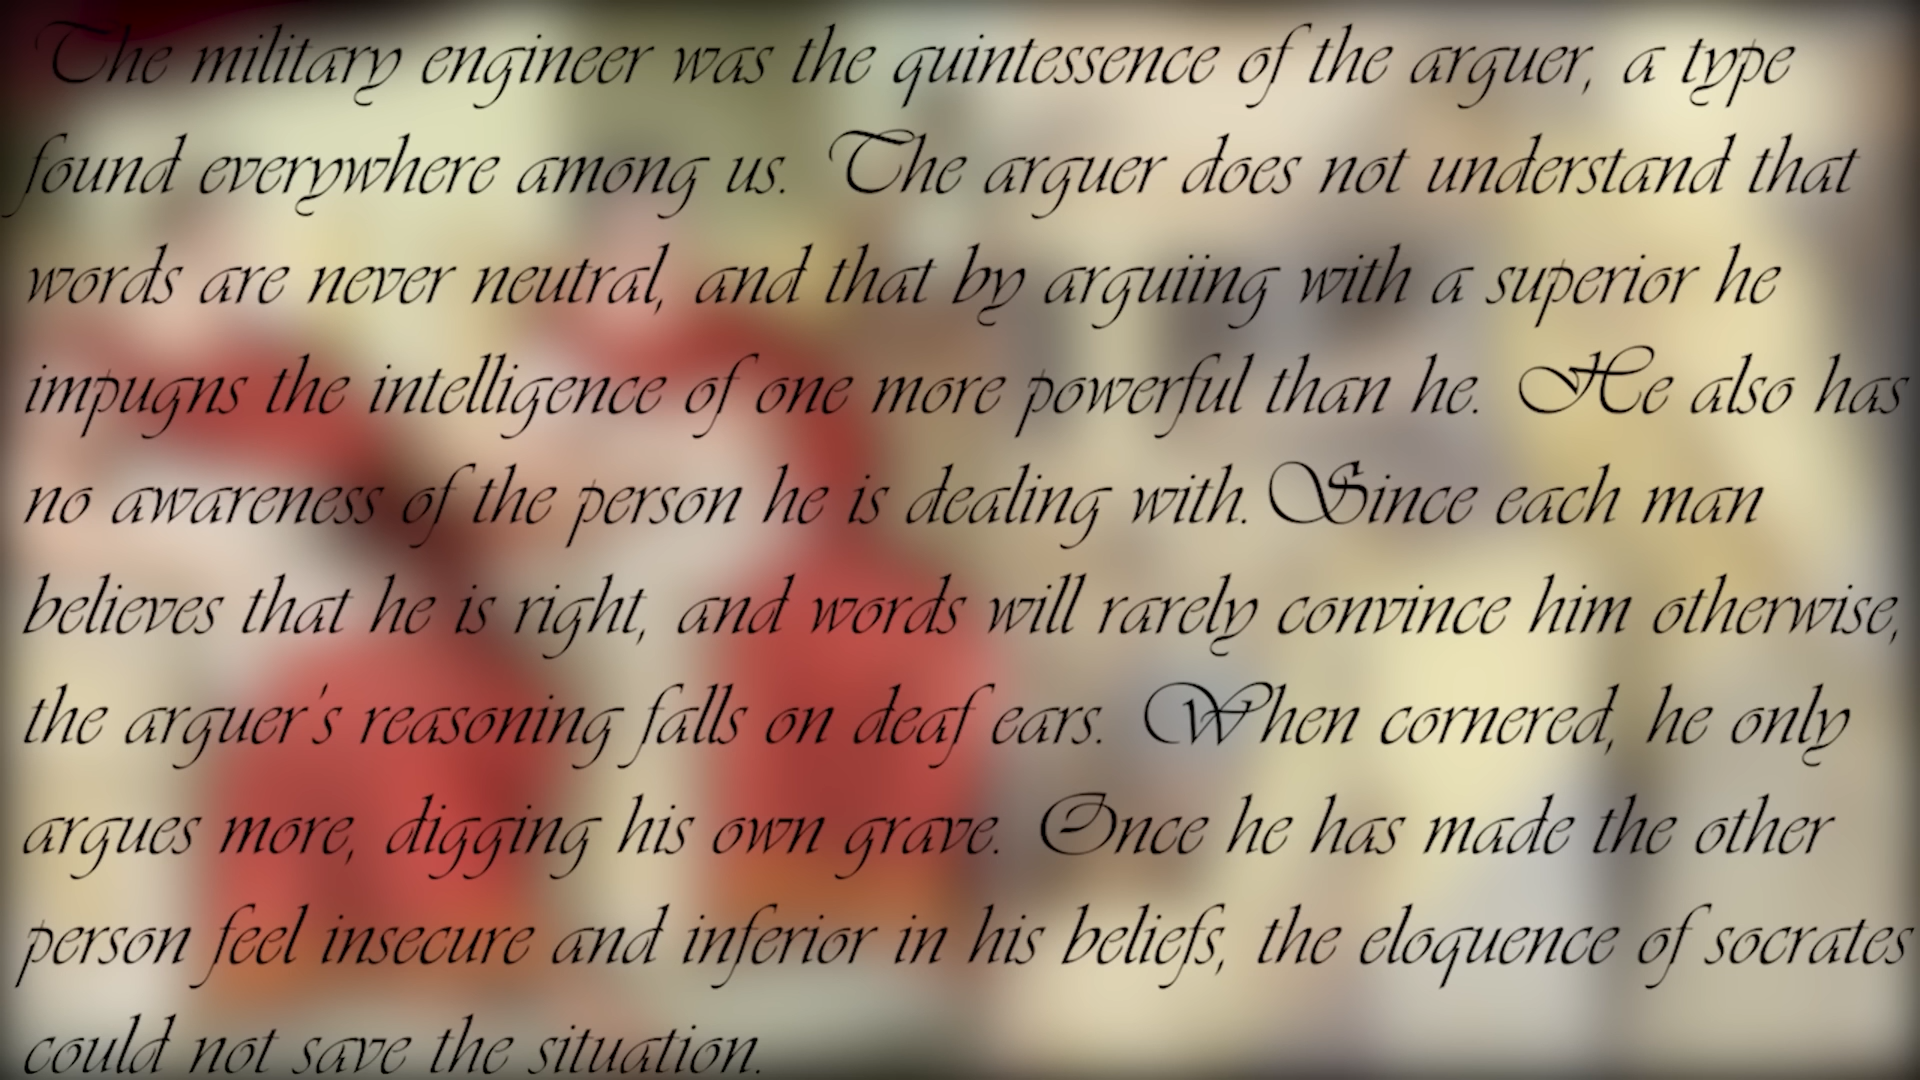 The military engineer was the quintessence of the arguer, a type
found everywhere among us. The arguer does not understand that
words are never neutral, and that by arguiing with a superior he
impugns the intelligence of one more powerful than he. He also has
no awareness of the person he is dealing with. Since each man
believes that he is right, and words will rarely convince him otherwise,
the arguer's reasoning falls on deaf ears. When cornered, he only
argues more, digging his own grave. Once he has made the other
person feel insecure and inferior in his beliefs, the eloquence of socrates
could not save the situation.